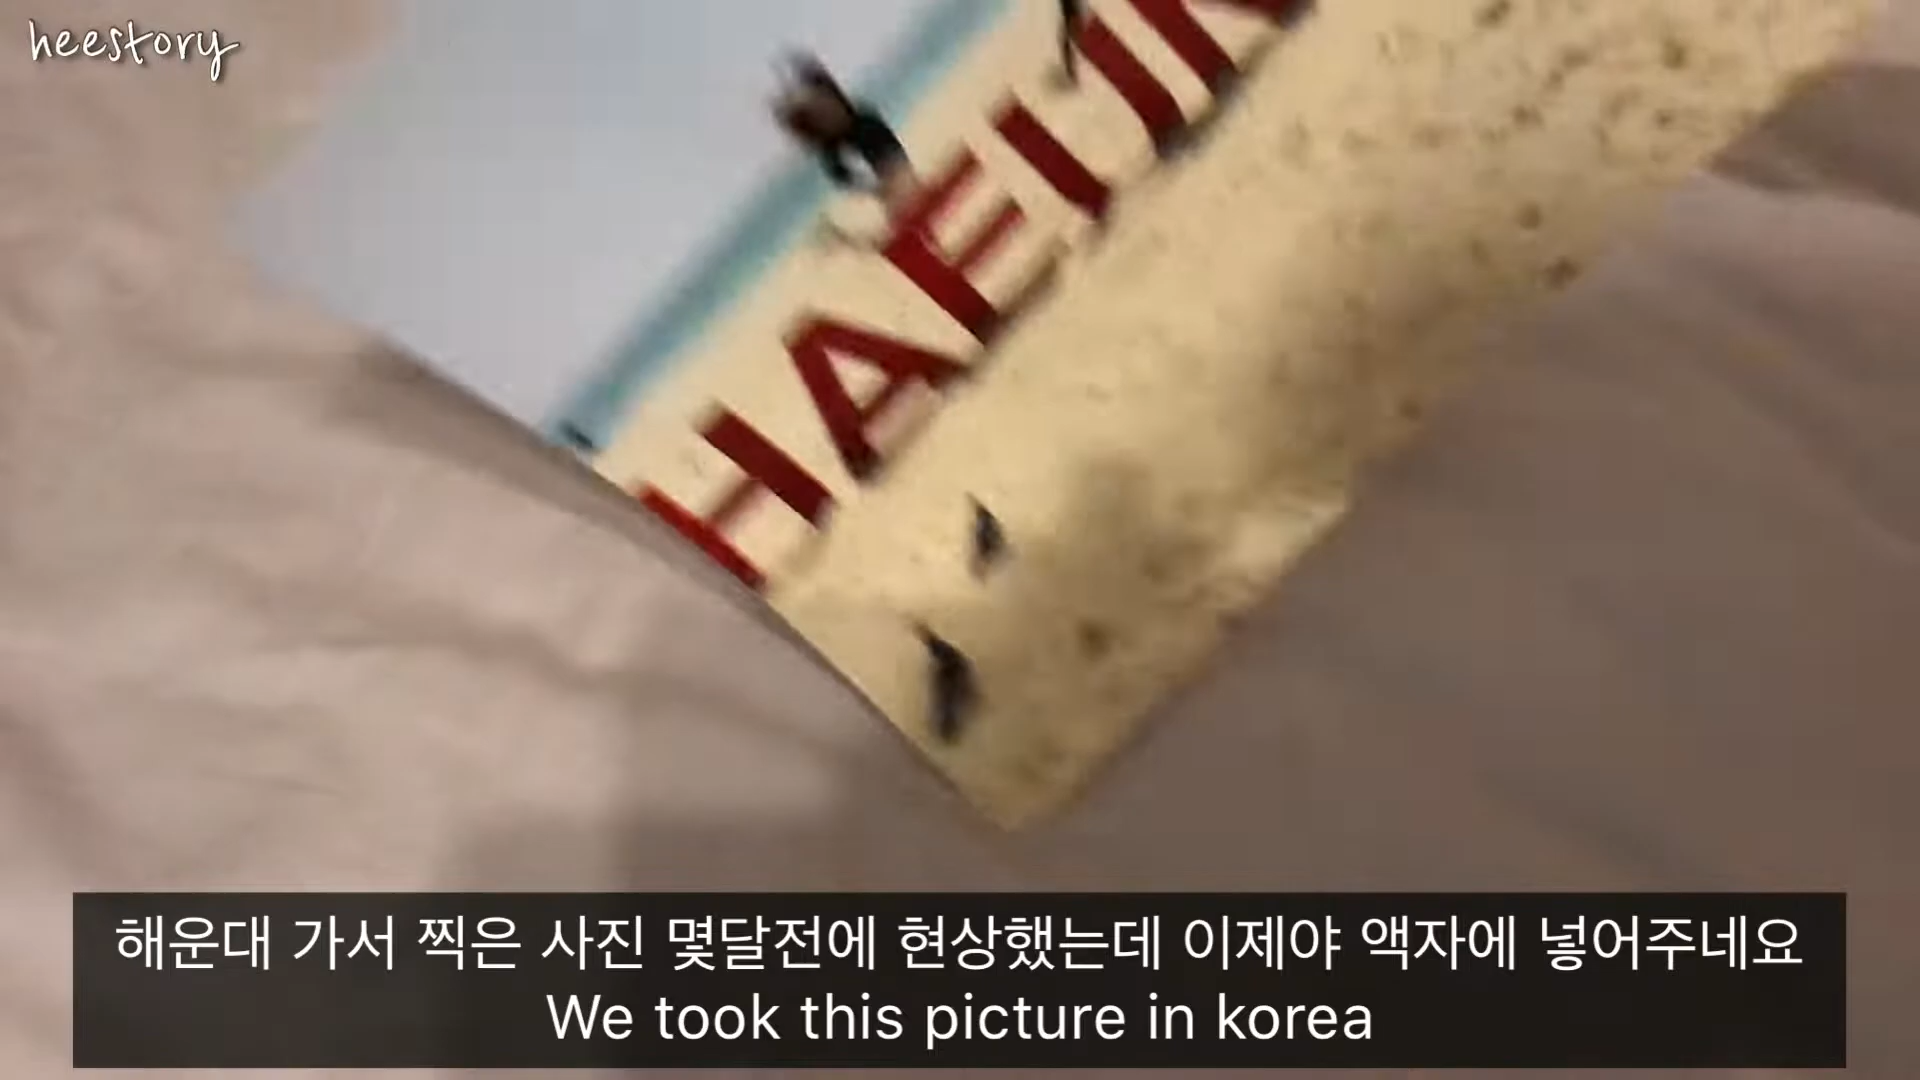 heestory
HAEUN
해운대 가서 찍은 사진 몇달전에 현상했는데 이제야 액자에 넣어주네요
We took this picture in korea